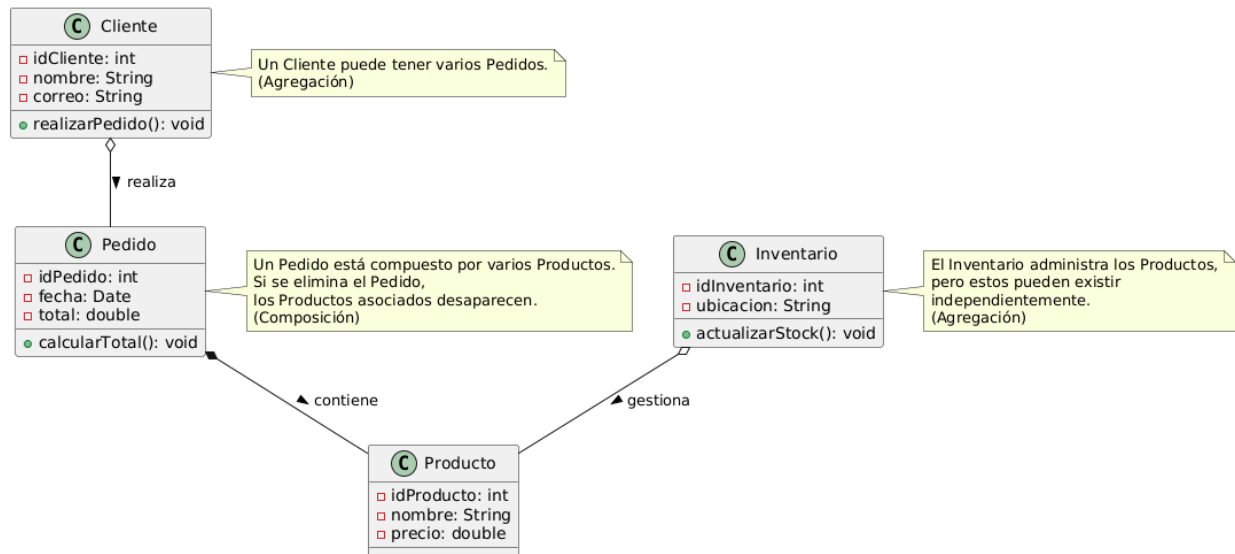 C Cliente
idCliente: int
nombre: String
correo: String
realizarPedido(): void
Un Cliente puede tener varios Pedidos.
(Agregación)
realiza
C Pedido
idPedido: int
fecha: Date
total: double
calcularTotal(): void
Un Pedido está compuesto por varios Productos.
Si se elimina el Pedido,
los Productos asociados desaparecen.
(Composición)
C Inventario
idInventario: int
ubicacion: String
actualizarStock(): void
El Inventario administra los Productos,
pero estos pueden existir
independientemente.
(Agregación)
contiene
gestiona
C Producto
idProducto: int
nombre: String
precio: double